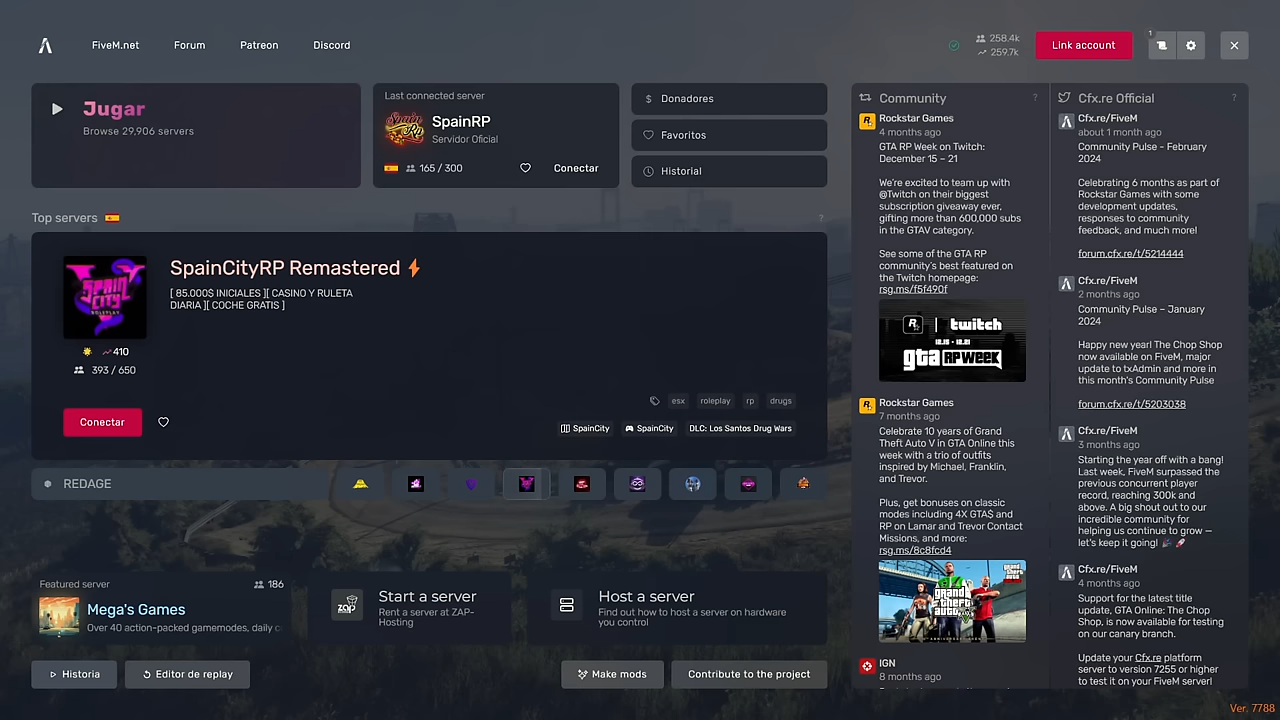 FiveM.net
Forum
Patreon
Discord
258.4k
259.7k
Link account
1
Jugar
Browse 29,906 servers
Last connected server
SpainRP
Servidor Oficial
165 / 300
Conectar
$ Donadores
Favoritos
Historial
Top servers
?
SPAIN CITY
ROLEPLAY
SpainCityRP Remastered
[ 85.000$ INICIALES ][ CASINO Y RULETA
DIARIA ][ COCHE GRATIS ]
410
393 / 650
Conectar
esx
roleplay
rp
drugs
SpainCity
SpainCity
DLC: Los Santos Drug Wars
REDAGE
Featured server
186
Mega's Games
Over 40 action-packed gamemodes, daily c
ZAP
Start a server
Rent a server at ZAP-
Hosting
Host a server
Find out how to host a server on hardware
you control
Historia
Editor de replay
Make mods
Contribute to the project
Community
?
Rockstar Games
4 months ago
GTA RP Week on Twitch:
December 15 – 21
We're excited to team up with
@Twitch on their biggest
subscription giveaway ever,
gifting more than 600,000 subs
in the GTAV category.
See some of the GTA RP
community's best featured on
the Twitch homepage:
rsg.ms/f5f490f
R | twitch
12.15 - 12.21
gta RP WEEK
Rockstar Games
7 months ago
Celebrate 10 years of Grand
Theft Auto V in GTA Online this
week with a trio of outfits
inspired by Michael, Franklin,
and Trevor.
Plus, get bonuses on classic
modes including 4X GTA$ and
RP on Lamar and Trevor Contact
Missions, and more:
rsg.ms/8c8fcd4
grand
theft
auto
V
IGN
8 months ago
Cfx.re Official
?
Cfx.re/FiveM
about 1 month ago
Community Pulse - February
2024
Celebrating 6 months as part of
Rockstar Games with some
development updates,
responses to community
feedback, and much more!
forum.cfx.re/t/5214444
Cfx.re/FiveM
2 months ago
Community Pulse – January
2024
Happy new year! The Chop Shop
now available on FiveM, major
update to txAdmin and more in
this month's Community Pulse
forum.cfx.re/t/5203038
Cfx.re/FiveM
3 months ago
Starting the year off with a bang!
Last week, FiveM surpassed the
previous concurrent player
record, reaching 300k and
above. A big shout out to our
incredible community for
helping us continue to grow –
let's keep it going! 🎉 🚀
Cfx.re/FiveM
4 months ago
Support for the latest title
update, GTA Online: The Chop
Shop, is now available for testing
on our canary branch.
Update your Cfx.re platform
server to version 7255 or higher
to test it on your FiveM server!
Ver. 7788